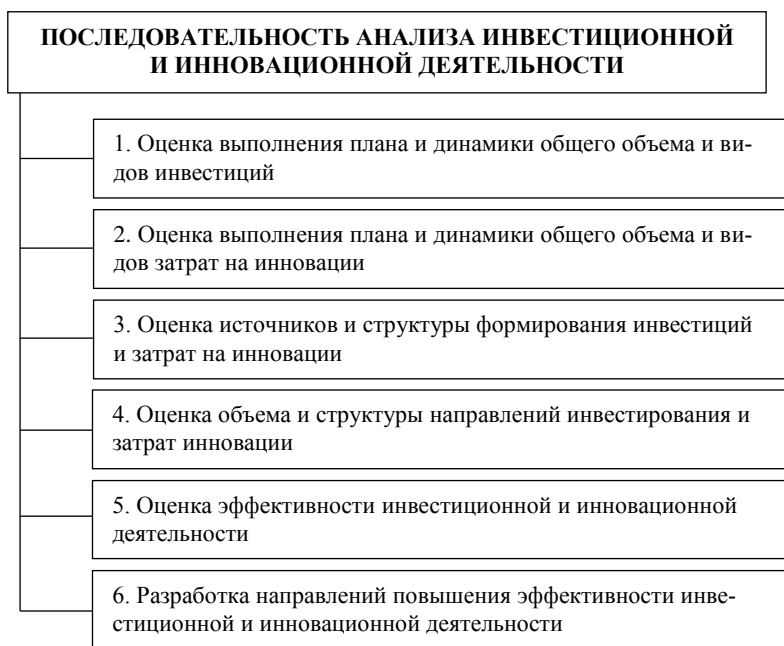 ПОСЛЕДОВАТЕЛЬНОСТЬ АНАЛИЗА ИНВЕСТИЦИОННОЙ
И ИННОВАЦИОННОЙ ДЕЯТЕЛЬНОСТИ
1. Оценка выполнения плана и динамики общего объема и ви-
дов инвестиций
2. Оценка выполнения плана и динамики общего объема и ви-
дов затрат на инновации
3. Оценка источников и структуры формирования инвестиций
и затрат на инновации
4. Оценка объема и структуры направлений инвестирования и
затрат инновации
5. Оценка эффективности инвестиционной и инновационной
деятельности
6. Разработка направлений повышения эффективности инве-
стиционной и инновационной деятельности